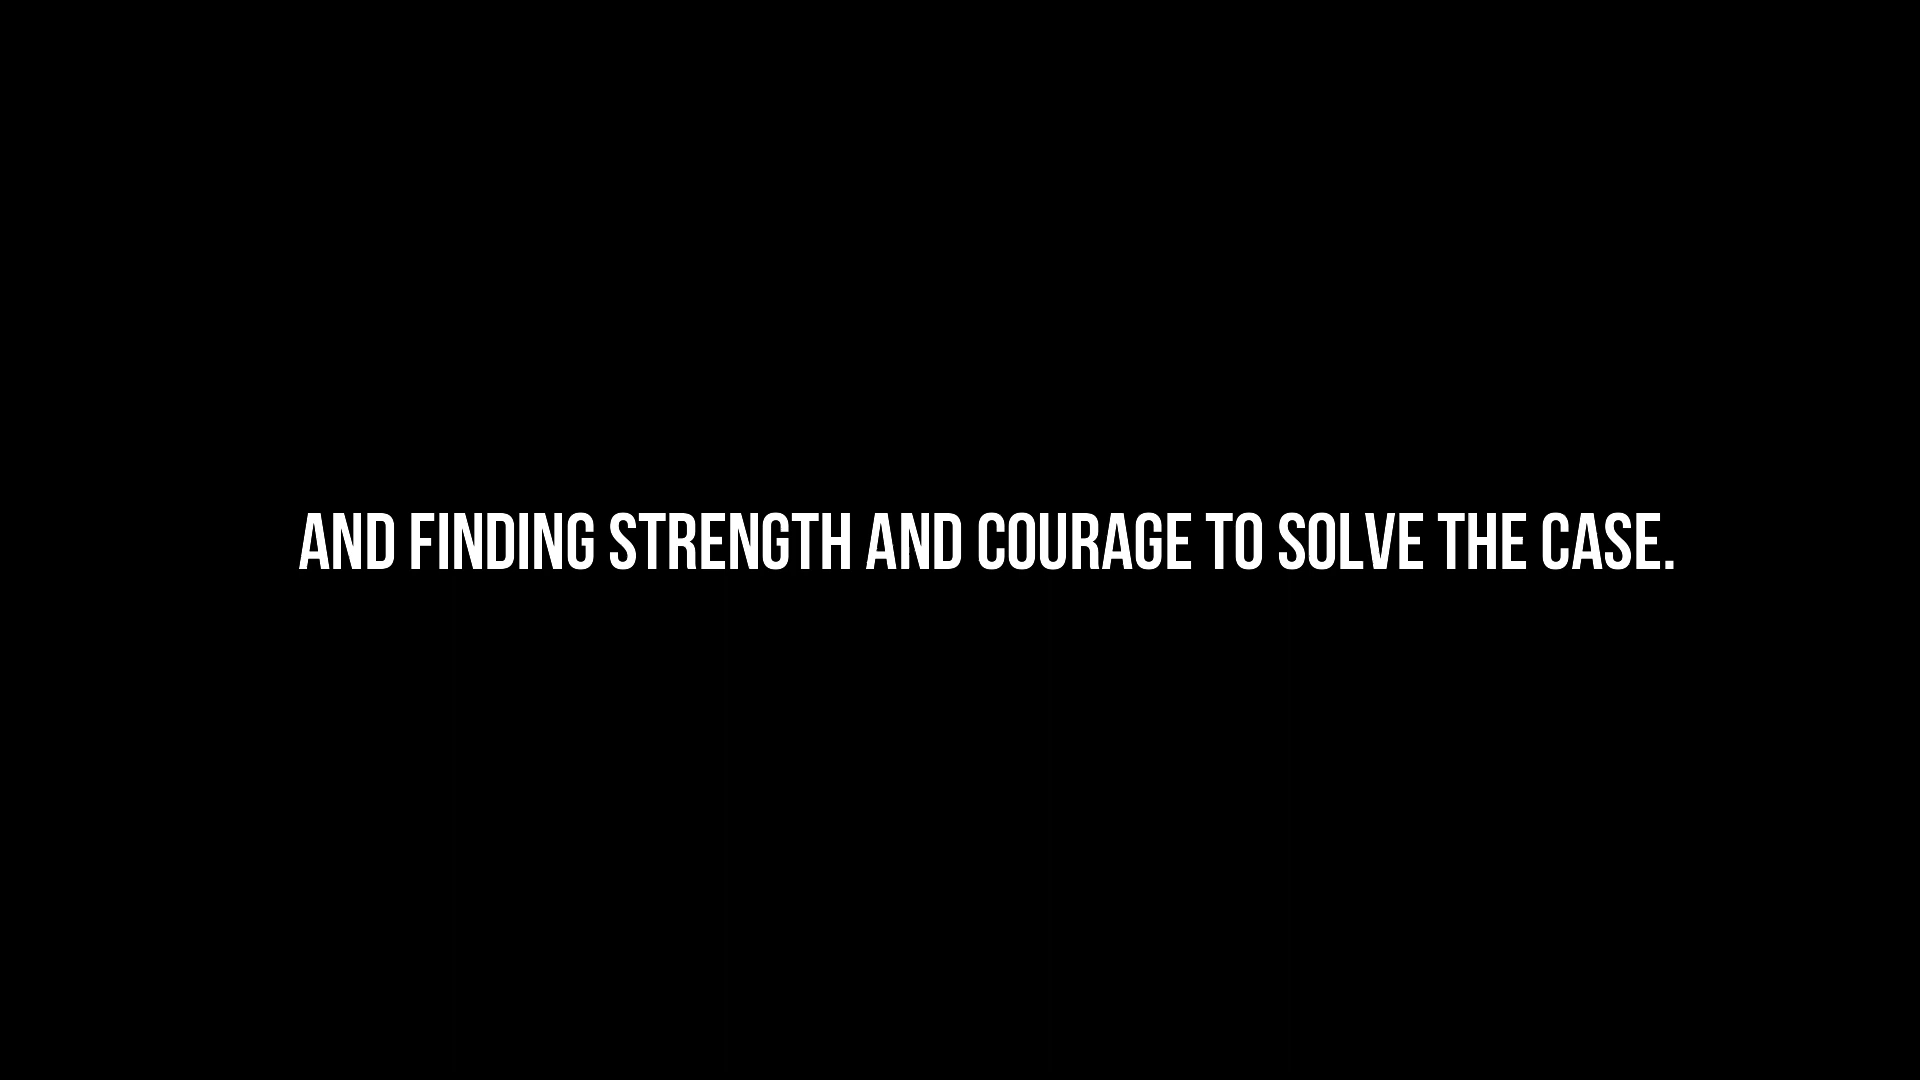 AND FINDING STRENGTH AND COURAGE TO SOLVE THE CASE.